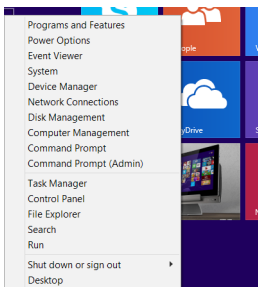 Programs and Features
Power Options
Event Viewer
System
Device Manager
Network Connections
Disk Management
Computer Management
Command Prompt
Command Prompt (Admin)
Task Manager
Control Panel
File Explorer
Search
Run
Shut down or sign out
Desktop